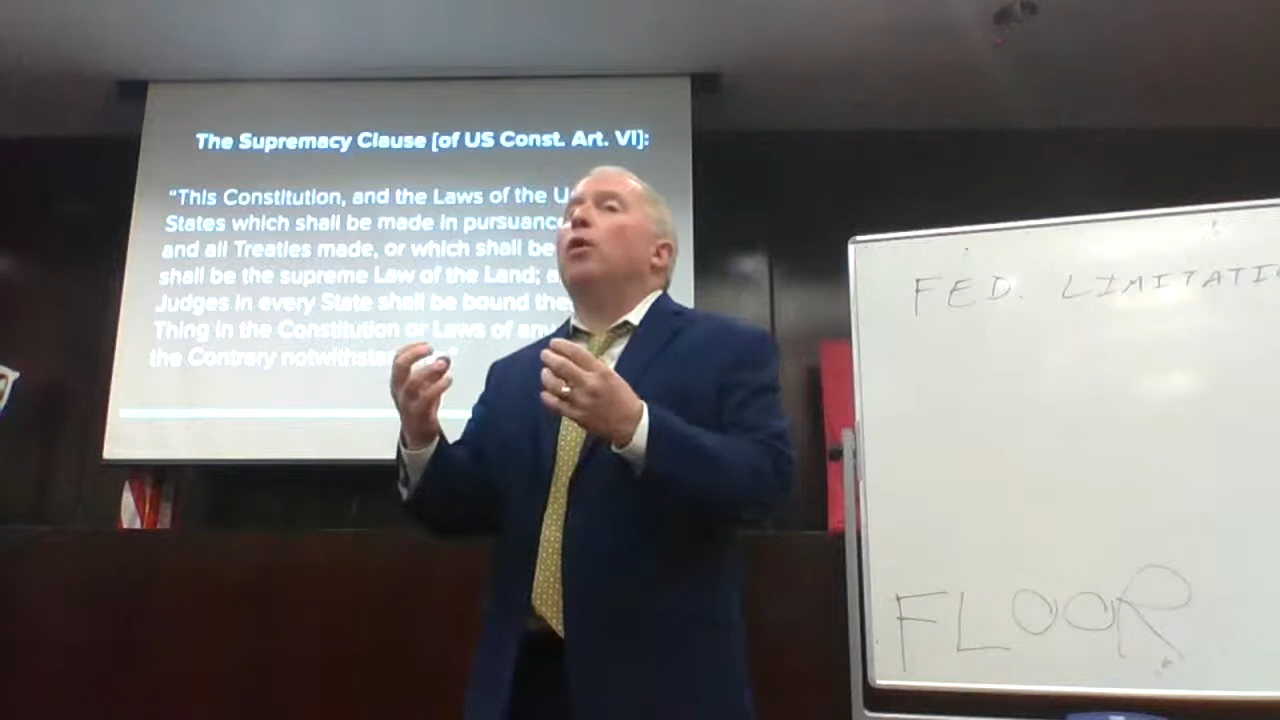 The Supremacy Clause [of US Const. Art. VI]:
“This Constitution, and the Laws of the U
States which shall be made in pursuance
and all Treaties made, or which shall be
shall be the supreme Law of the Land; a
Judges in every State shall be bound the
Thing in the Constitution or Laws of any
the Contrary notwithsta
FED. LIMITATI
FLOOR